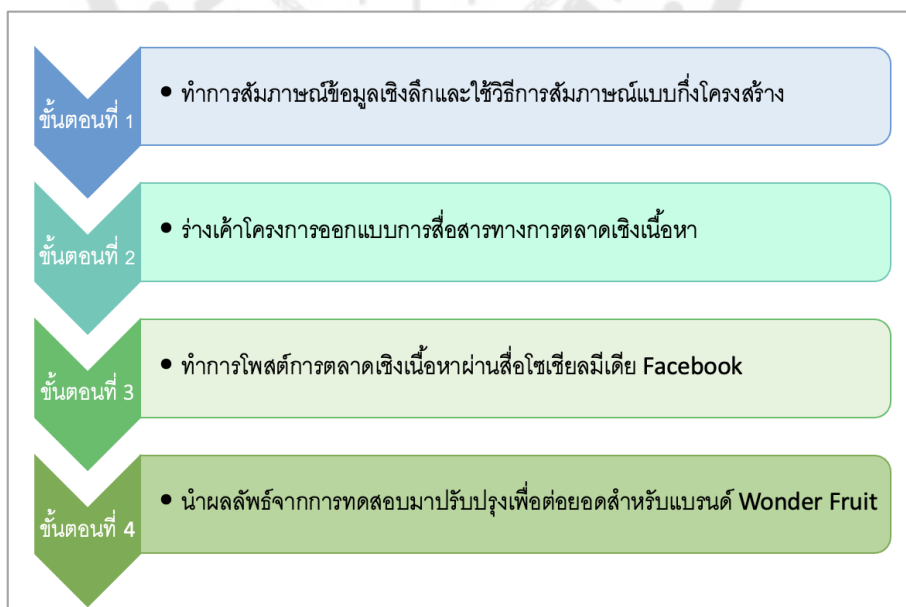 ขั้นตอนที่ 1
• ทำการสัมภาษณ์ข้อมูลเชิงลึกและใช้วิธีการสัมภาษณ์แบบกึ่งโครงสร้าง
ขั้นตอนที่ 2
• ร่างเค้าโครงการออกแบบการสื่อสารทางการตลาดเชิงเนื้อหา
ขั้นตอนที่ 3
• ทำการโพสต์การตลาดเชิงเนื้อหาผ่านสื่อโซเชียลมีเดีย Facebook
ขั้นตอนที่ 4
• นำผลลัพธ์จากการทดสอบมาปรับปรุงเพื่อต่อยอดสำหรับแบรนด์ Wonder Fruit